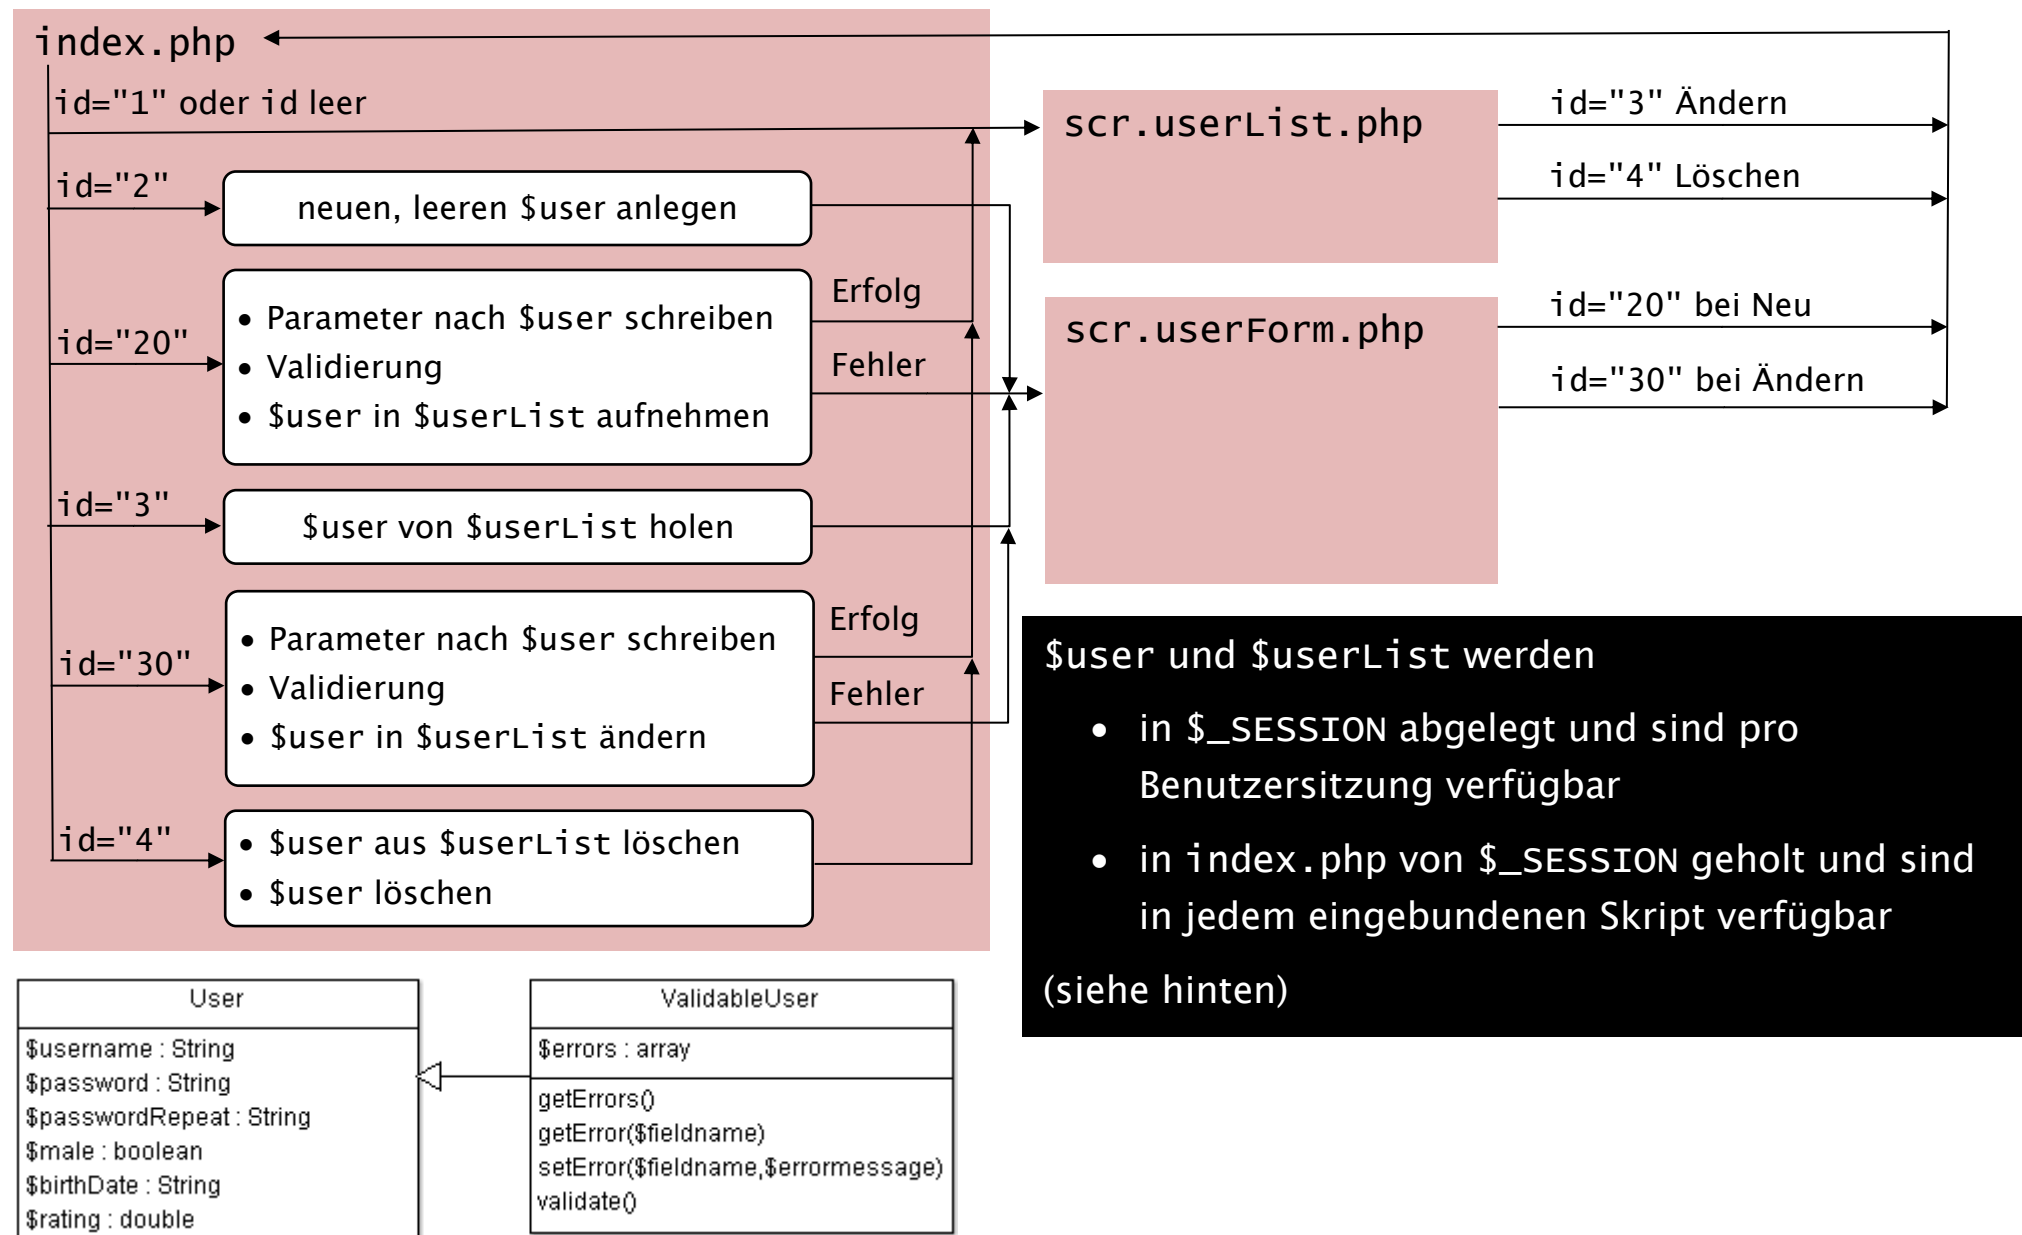 index.php
id="1" oder id leer
id="2"
neuen, leeren $user anlegen
id="20"
• Parameter nach $user schreiben
• Validierung
• $user in $userList aufnehmen
Erfolg
Fehler
id="3"
$user von $userList holen
id="30"
• Parameter nach $user schreiben
• Validierung
• $user in $userList ändern
Erfolg
Fehler
id="4"
• $user aus $userList löschen
• $user löschen
scr.userList.php
id="3" Ändern
id="4" Löschen
scr.userForm.php
id="20" bei Neu
id="30" bei Ändern
$user und $userList werden
• in $_SESSION abgelegt und sind pro
Benutzersitzung verfügbar
• in index.php von $_SESSION geholt und sind
in jedem eingebundenen Skript verfügbar
(siehe hinten)
User
$username : String
$password : String
$passwordRepeat : String
$male : boolean
$birthDate : String
$rating : double
ValidableUser
$errors : array
getErrors()
getError($fieldname)
setError($fieldname,$errormessage)
validate()